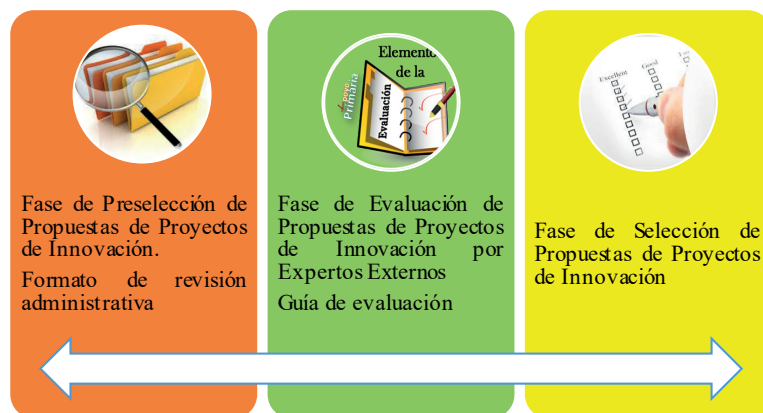 Fase de Preselección de
Propuestas de Proyectos
de Innovación.
Formato de revisión
administrativa
Elemento
de la
Evaluación
Apoyo
Primaria
Fase de Evaluación de
Propuestas de Proyectos
de Innovación por
Expertos Externos
Guía de evaluación
Excellent
Good
Fase de Selección de
Propuestas de Proyectos
de Innovación